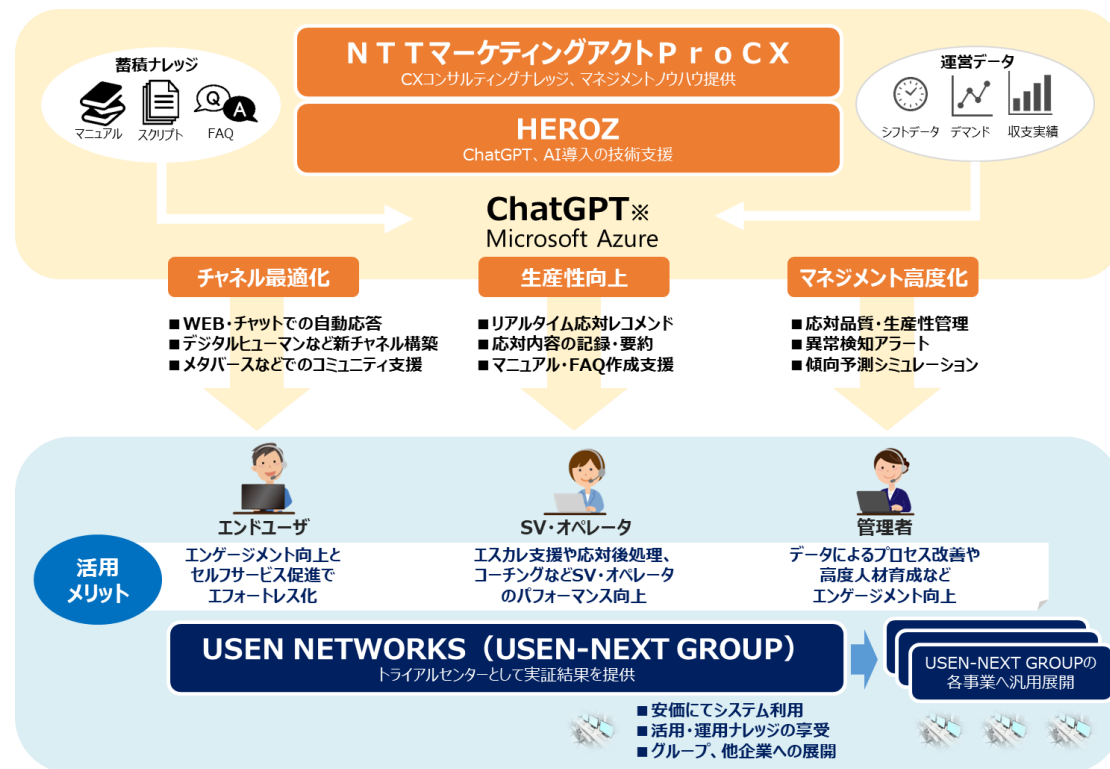 蓄積ナレッジ
マニュアル
スクリプト
FAQ
Q
A
NTTマーケティングアクトProCX
CXコンサルティングナレッジ、マネジメントノウハウ提供
HEROZ
ChatGPT、AI導入の技術支援
運営データ
シフトデータ
デマンド
収支実績
ChatGPT※
Microsoft Azure
チャネル最適化
■WEB・チャットでの自動応答
■デジタルヒューマンなど新チャネル構築
■メタバースなどでのコミュニティ支援
生産性向上
■リアルタイム応対レコメンド
■応対内容の記録・要約
■マニュアル・FAQ作成支援
マネジメント高度化
■応対品質・生産性管理
■異常検知アラート
■傾向予測シミュレーション
活用
メリット
エンドユーザ
エンゲージメント向上と
セルフサービス促進で
エフォートレス化
SV・オペレータ
エスカレ支援や応対後処理、
コーチングなどSV・オペレータ
のパフォーマンス向上
管理者
データによるプロセス改善や
高度人材育成など
エンゲージメント向上
USEN NETWORKS(USEN-NEXT GROUP)
トライアルセンターとして実証結果を提供
USEN-NEXT GROUPの
各事業へ汎用展開
■安価にてシステム利用
■活用・運用ナレッジの享受
■グループ、他企業への展開